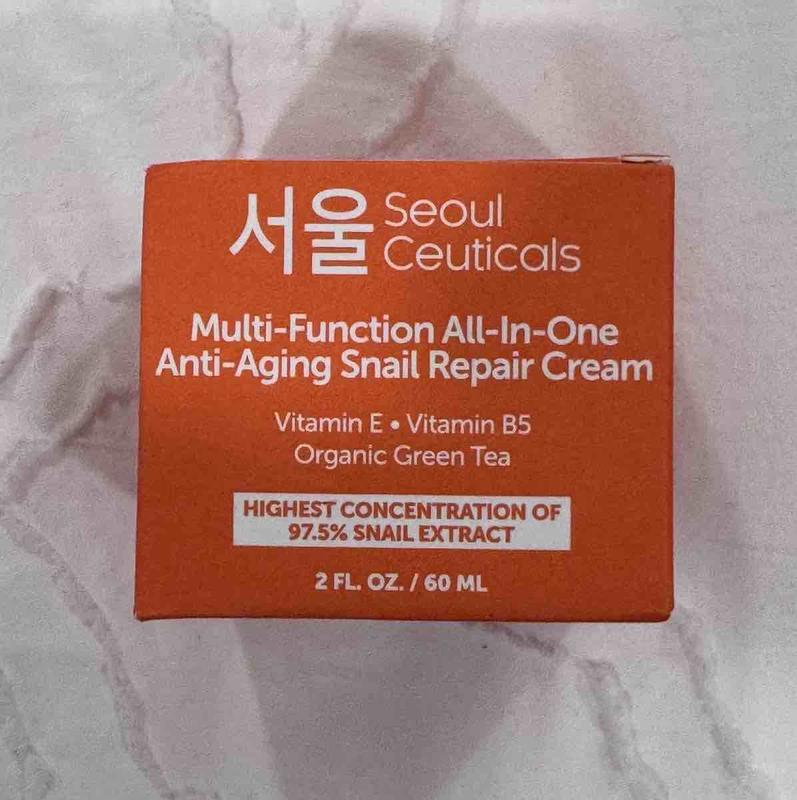 서울 Seoul
Ceuticals
Multi-Function All-In-One
Anti-Aging Snail Repair Cream
Vitamin E • Vitamin B5
Organic Green Tea
HIGHEST CONCENTRATION OF
97.5% SNAIL EXTRACT
2 FL. OZ. / 60 ML